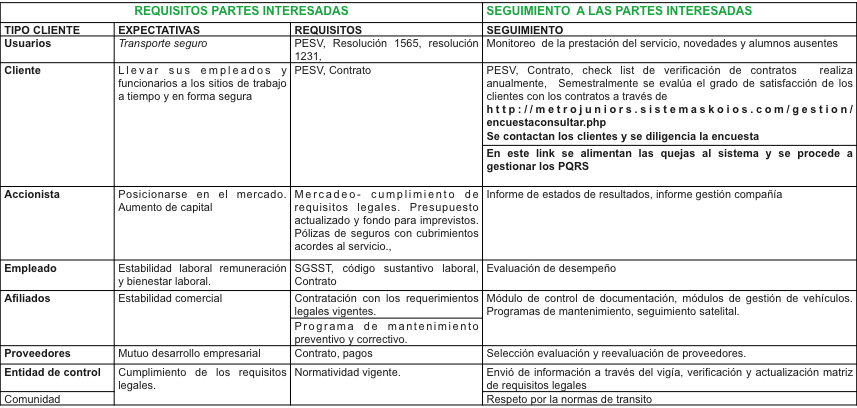 REQUISITOS PARTES INTERESADAS
SEGUIMIENTO A LAS PARTES INTERESADAS
TIPO CLIENTE
EXPECTATIVAS
REQUISITOS
SEGUIMIENTO
Usuarios
Transporte seguro
PESV, Resolución 1565, resolución
1231,
Monitoreo de la prestación del servicio, novedades y alumnos ausentes
Cliente
Llevar sus empleados y
funcionarios a los sitios de trabajo
a tiempo y en forma segura
PESV, Contrato
PESV, Contrato, check list de verificación de contratos realiza
anualmente, Semestralmente se evalúa el grado de satisfacción de los
clientes con los contratos a través de
http://metrojuniors.sistemaskoios.com/gestion/
encuestaconsultar.php
Se contactan los clientes y se diligencia la encuesta
En este link se alimentan las quejas al sistema y se procede a
gestionar los PQRS
Accionista
Posicionarse en el mercado.
Aumento de capital
Mercadeo- cumplimiento de
requisitos legales. Presupuesto
actualizado y fondo para imprevistos.
Pólizas de seguros con cubrimientos
acordes al servicio.,
Informe de estados de resultados, informe gestión compañía
Empleado
Estabilidad laboral remuneración
y bienestar laboral.
SGSST, código sustantivo laboral,
Contrato
Evaluación de desempeño
Afiliados
Estabilidad comercial
Contratación con los requerimientos
legales vigentes.
Programa de mantenimiento
preventivo y correctivo.
Módulo de control de documentación, módulos de gestión de vehículos.
Programas de mantenimiento, seguimiento satelital.
Proveedores
Mutuo desarrollo empresarial
Contrato, pagos
Selección evaluación y reevaluación de proveedores.
Entidad de control
Cumplimiento de los requisitos
legales.
Normatividad vigente.
Envió de información a través del vigía, verificación y actualización matriz
de requisitos legales
Comunidad
Respeto por la normas de transito